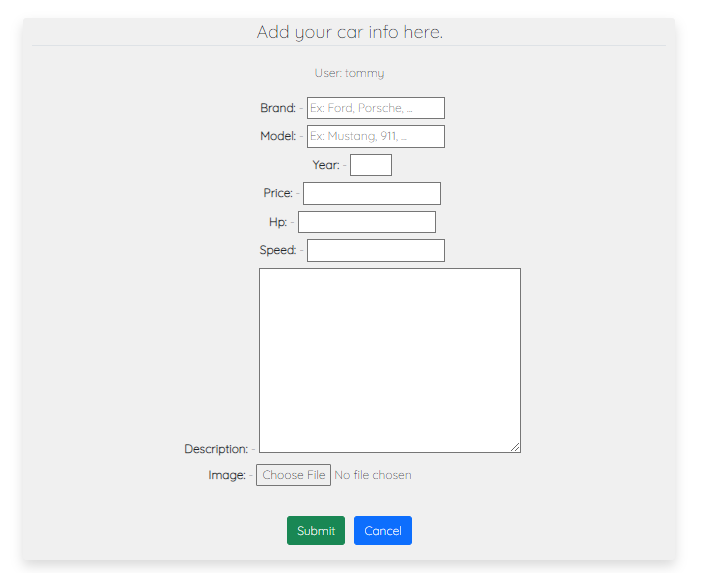 Add your car info here.
User: tommy
Brand: - Ex: Ford, Porsche, ...
Model: - Ex: Mustang, 911, ...
Year: -
Price: -
Hp: -
Speed: -
Description: -
Image: - Choose File No file chosen
Submit Cancel